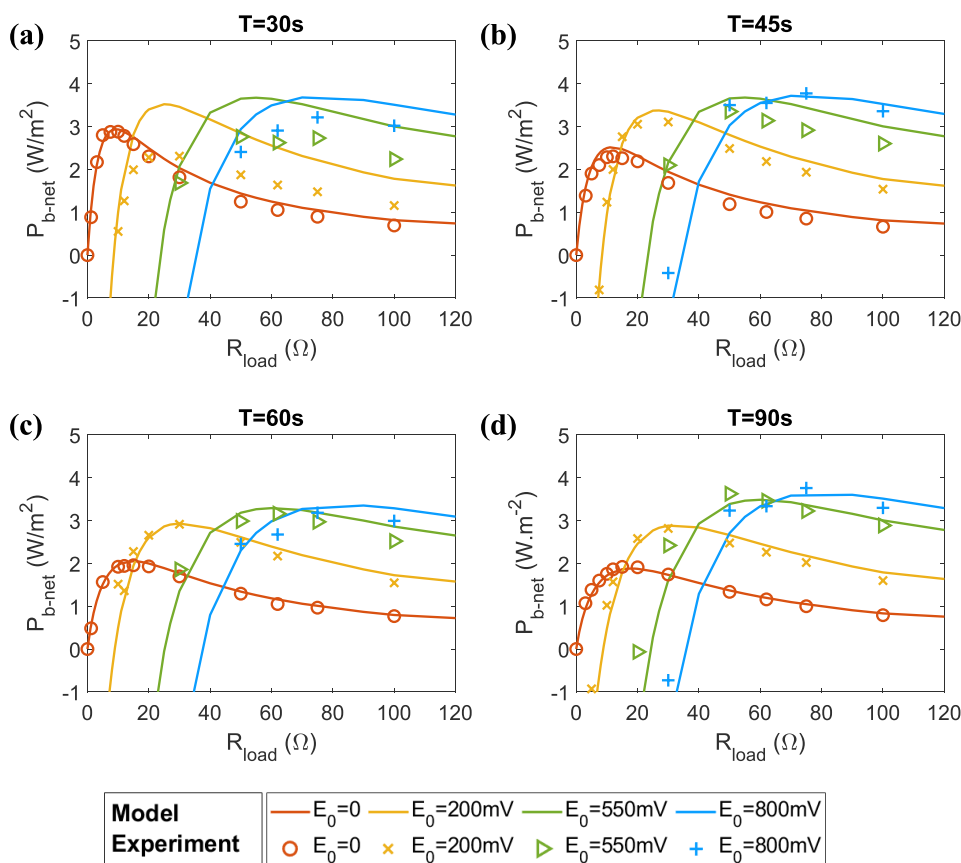 (a) T=30s
5
4
3
2
1
0
-1
P_b-net (W/m²)
0 20 40 60 80 100 120
R_load (Ω)
(b) T=45s
5
4
3
2
1
0
-1
P_b-net (W/m²)
0 20 40 60 80 100 120
R_load (Ω)
(c) T=60s
5
4
3
2
1
0
-1
P_b-net (W/m²)
0 20 40 60 80 100 120
R_load (Ω)
(d) T=90s
5
4
3
2
1
0
-1
P_b-net (W.m⁻²)
0 20 40 60 80 100 120
R_load (Ω)
Model E_0=0 E_0=200mV E_0=550mV E_0=800mV
Experiment E_0=0 E_0=200mV E_0=550mV E_0=800mV